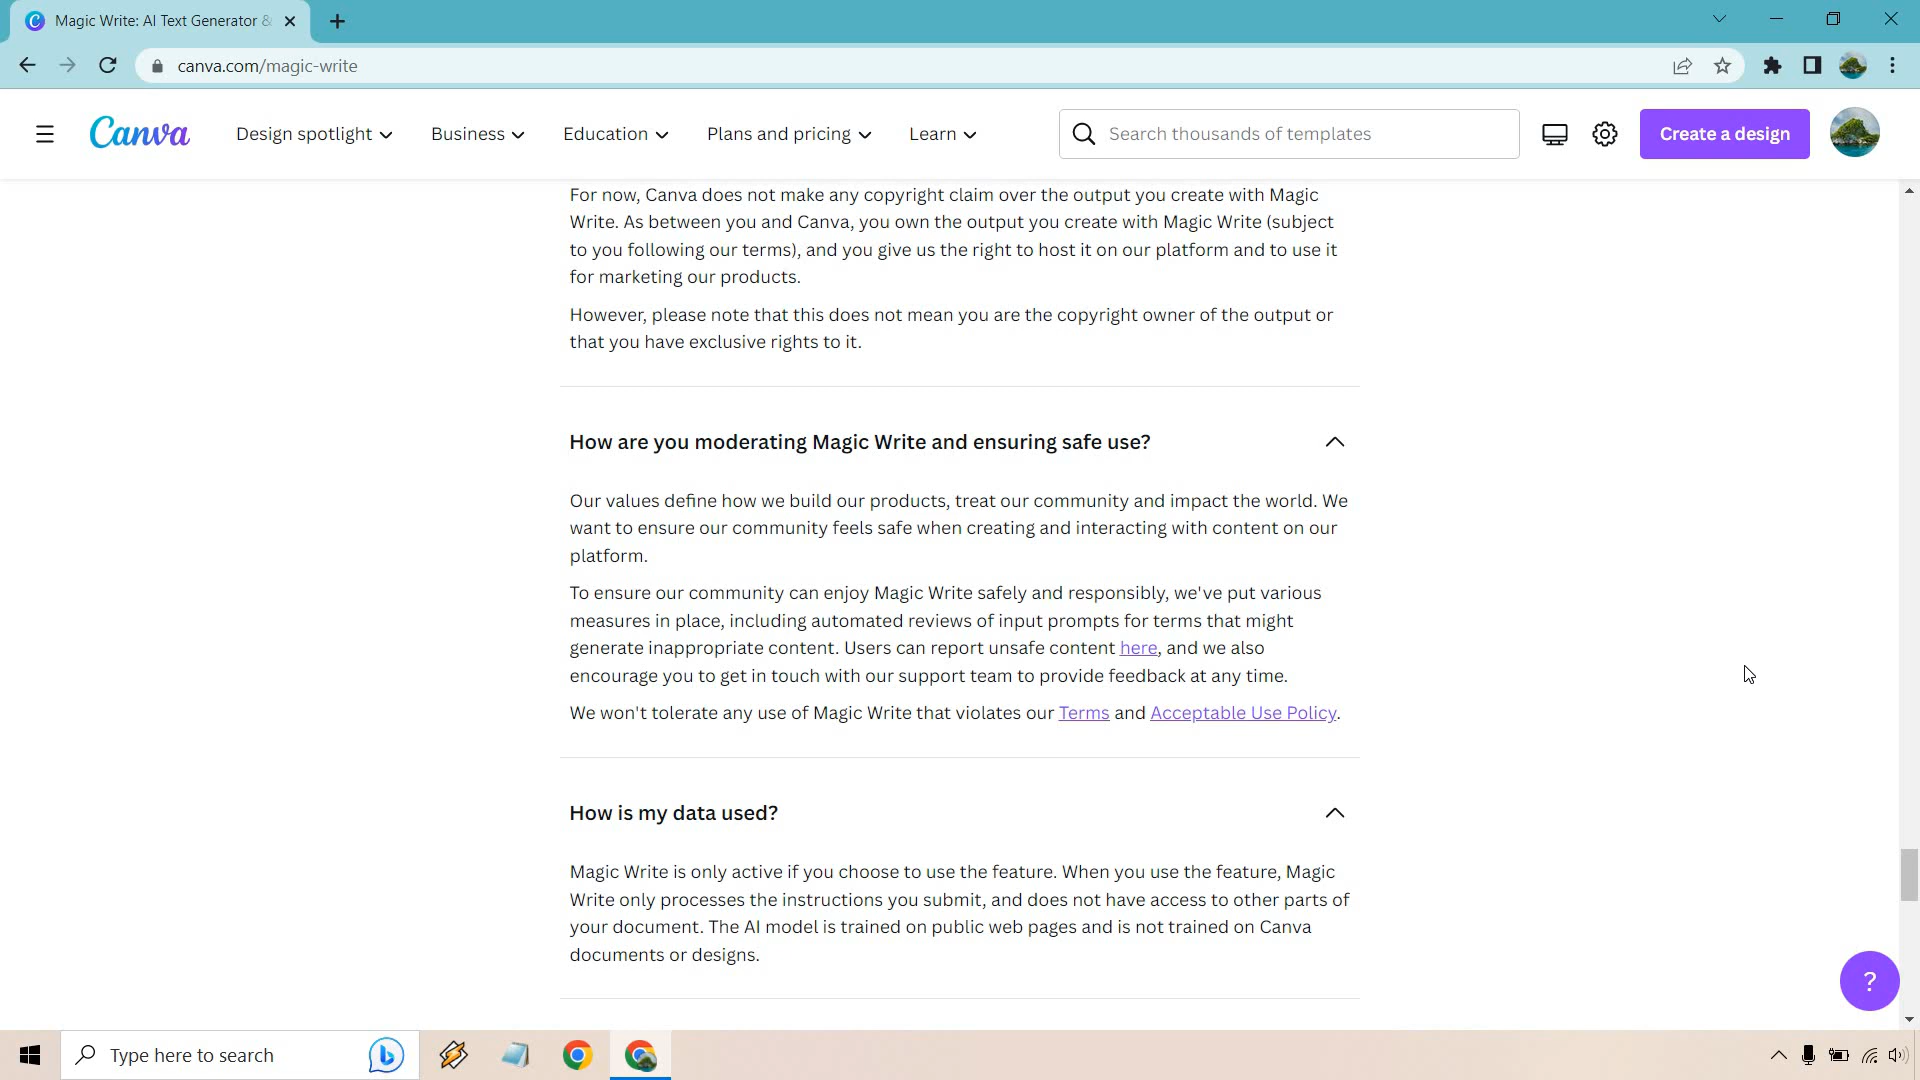 Magic Write: AI Text Generator &
canva.com/magic-write
Canva
Design spotlight
Business
Education
Plans and pricing
Learn
Search thousands of templates
Create a design
For now, Canva does not make any copyright claim over the output you create with Magic
Write. As between you and Canva, you own the output you create with Magic Write (subject
to you following our terms), and you give us the right to host it on our platform and to use it
for marketing our products.
However, please note that this does not mean you are the copyright owner of the output or
that you have exclusive rights to it.
How are you moderating Magic Write and ensuring safe use?
Our values define how we build our products, treat our community and impact the world. We
want to ensure our community feels safe when creating and interacting with content on our
platform.
To ensure our community can enjoy Magic Write safely and responsibly, we've put various
measures in place, including automated reviews of input prompts for terms that might
generate inappropriate content. Users can report unsafe content here, and we also
encourage you to get in touch with our support team to provide feedback at any time.
We won't tolerate any use of Magic Write that violates our Terms and Acceptable Use Policy.
How is my data used?
Magic Write is only active if you choose to use the feature. When you use the feature, Magic
Write only processes the instructions you submit, and does not have access to other parts of
your document. The AI model is trained on public web pages and is not trained on Canva
documents or designs.
?
Type here to search